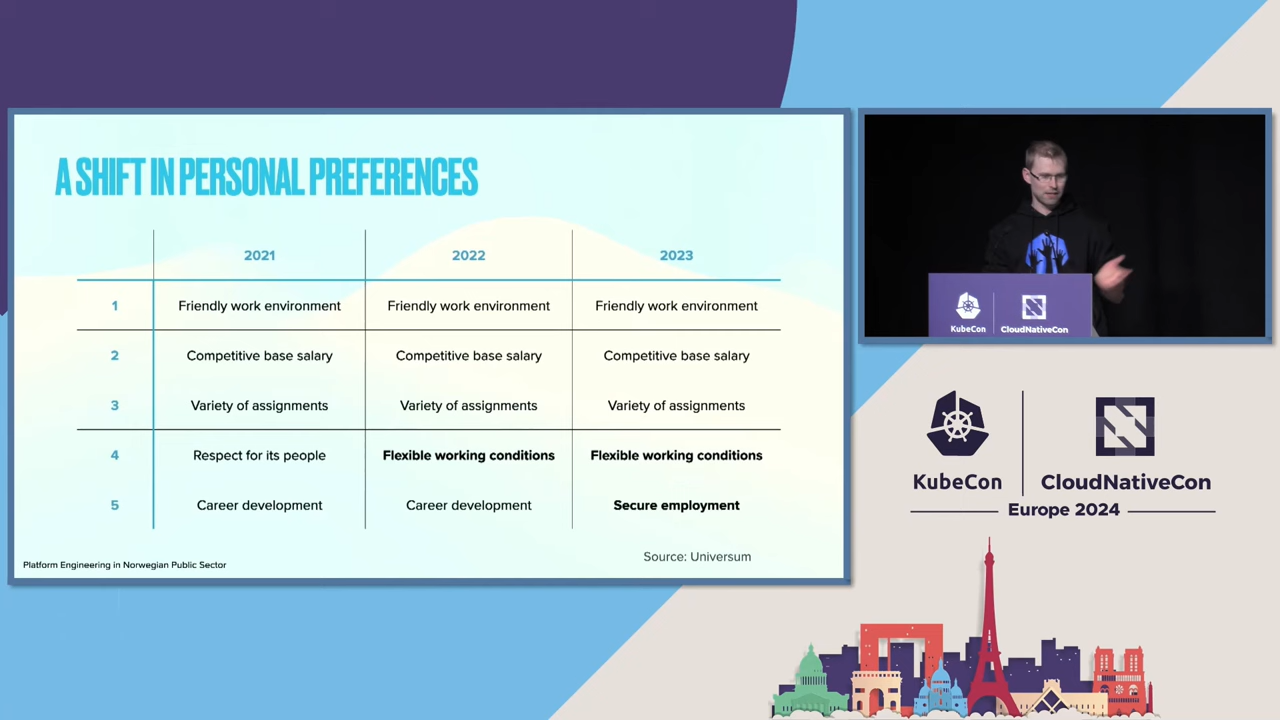 A SHIFT IN PERSONAL PREFERENCES
2021 2022 2023
1 Friendly work environment Friendly work environment Friendly work environment
2 Competitive base salary Competitive base salary Competitive base salary
3 Variety of assignments Variety of assignments Variety of assignments
4 Respect for its people Flexible working conditions Flexible working conditions
5 Career development Career development Secure employment
Source: Universum
Platform Engineering in Norwegian Public Sector
KubeCon CloudNativeCon
KubeCon CloudNativeCon
Europe 2024